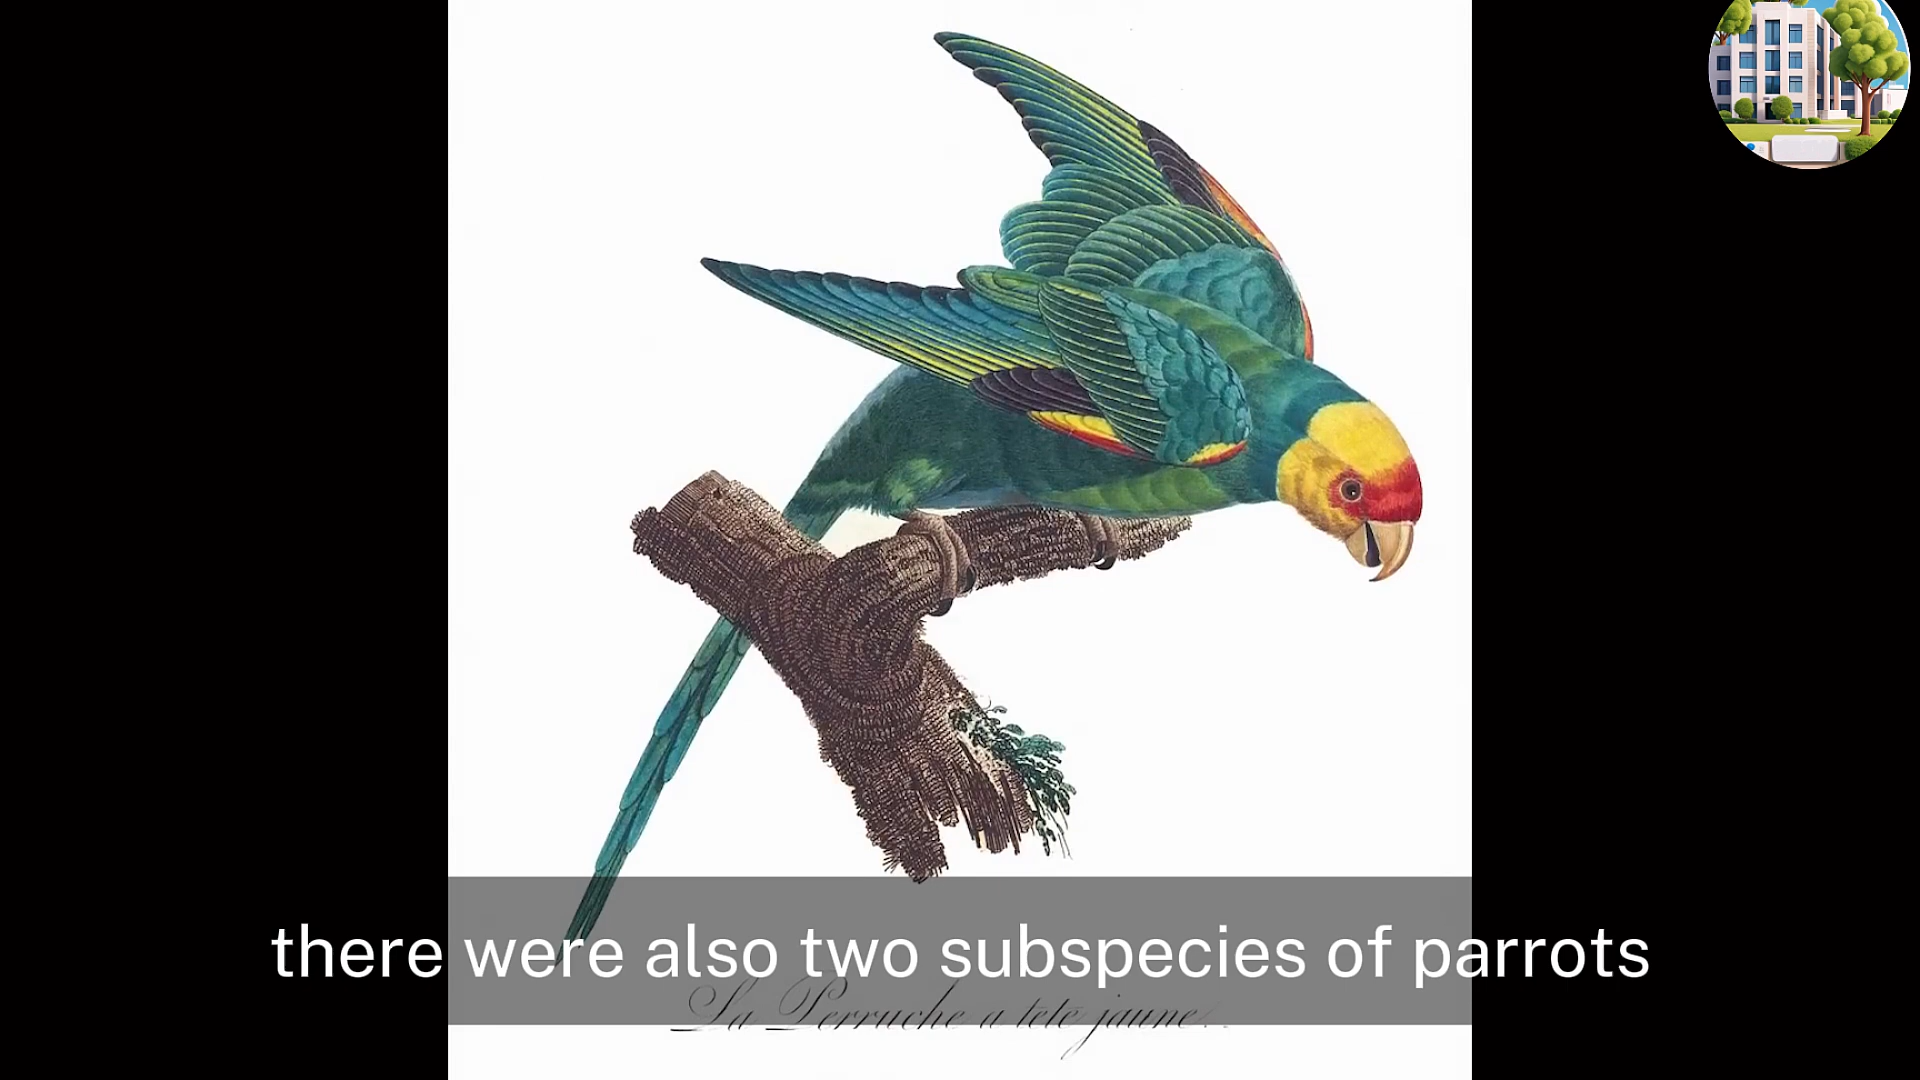 there were also two subspecies of parrots
La Perruche a tete jaune.